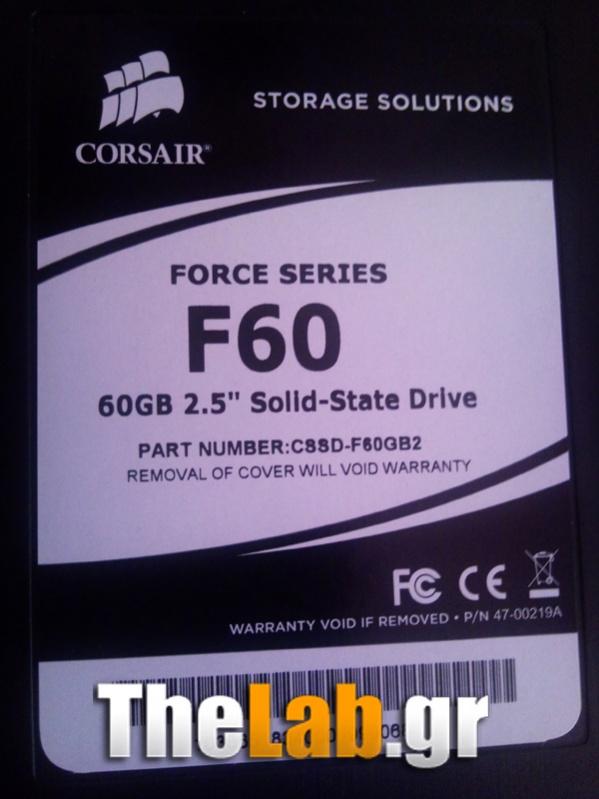 CORSAIR®
STORAGE SOLUTIONS
FORCE SERIES
F60
60GB 2.5" Solid-State Drive
PART NUMBER:CSSD-F60GB2
REMOVAL OF COVER WILL VOID WARRANTY
FC CE
WARRANTY VOID IF REMOVED • P/N 47-00219A
TheLab.gr